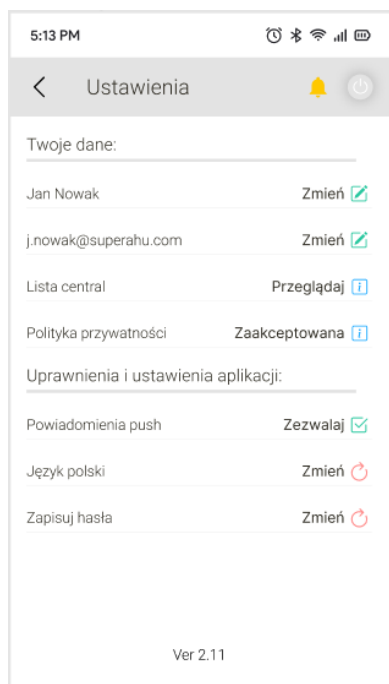 5:13 PM
Ustawienia
Twoje dane:
Jan Nowak Zmień
j.nowak@superahu.com Zmień
Lista central Przeglądaj
Polityka prywatności Zaakceptowana
Uprawnienia i ustawienia aplikacji:
Powiadomienia push Zezwalaj
Język polski Zmień
Zapisuj hasła Zmień
Ver 2.11